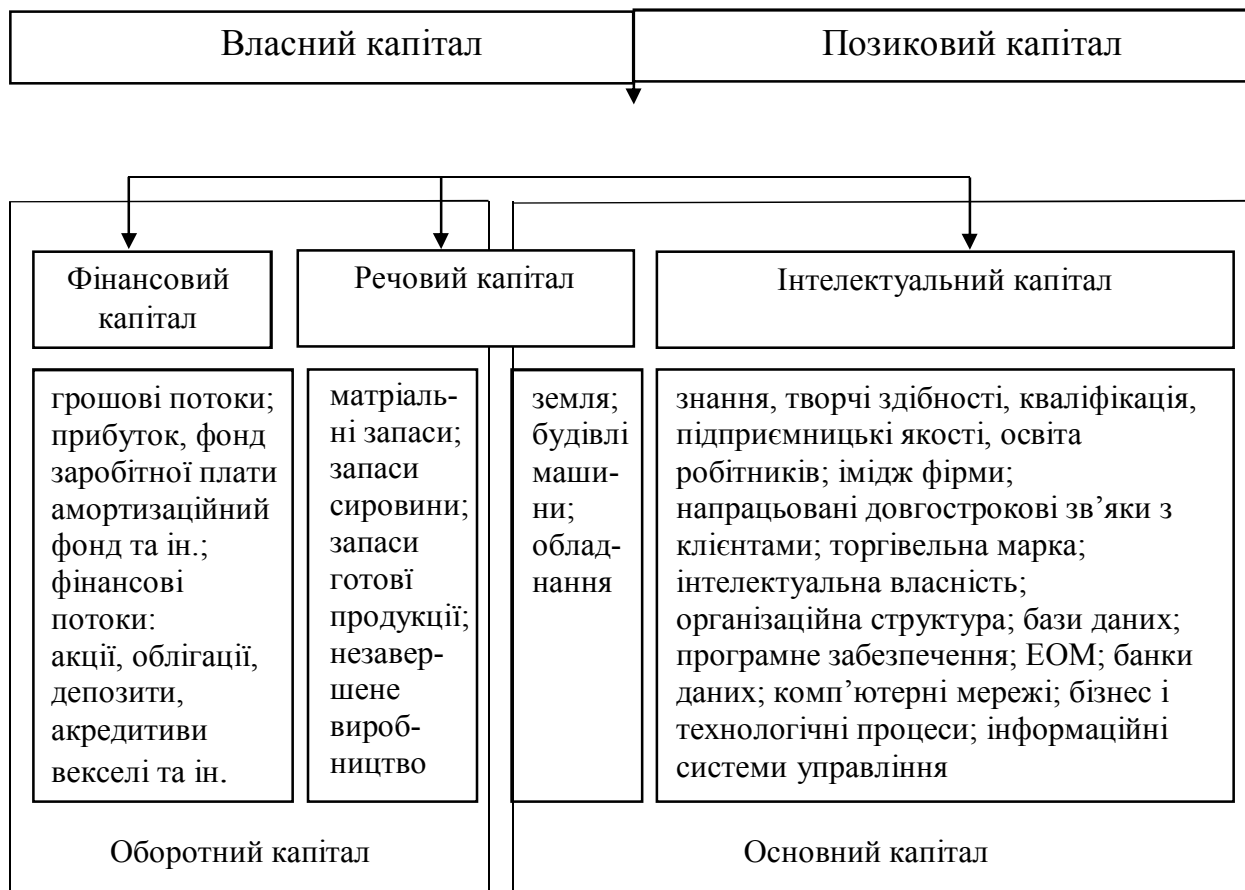 Власний капітал
Позиковий капітал
Фінансовий
капітал
Речовий капітал
Інтелектуальний капітал
грошові потоки;
прибуток, фонд
заробітної плати
амортизаційний
фонд та ін.;
фінансові
потоки:
акції, облігації,
депозити,
акредитиви
векселі та ін.
матріаль-
ні запаси;
запаси
сировини;
запаси
готової
продукції;
незавер-
шене
вироб-
ництво
земля;
будівлі
маши-
ни;
облад-
нання
знання, творчі здібності, кваліфікація,
підприємницькі якості, освіта
робітників; імідж фірми;
напрацьовані довгострокові зв’яки з
клієнтами; торгівельна марка;
інтелектуальна власність;
організаційна структура; бази даних;
програмне забезпечення; ЕОМ; банки
даних; комп’ютерні мережі; бізнес і
технологічні процеси; інформаційні
системи управління
Оборотний капітал
Основний капітал